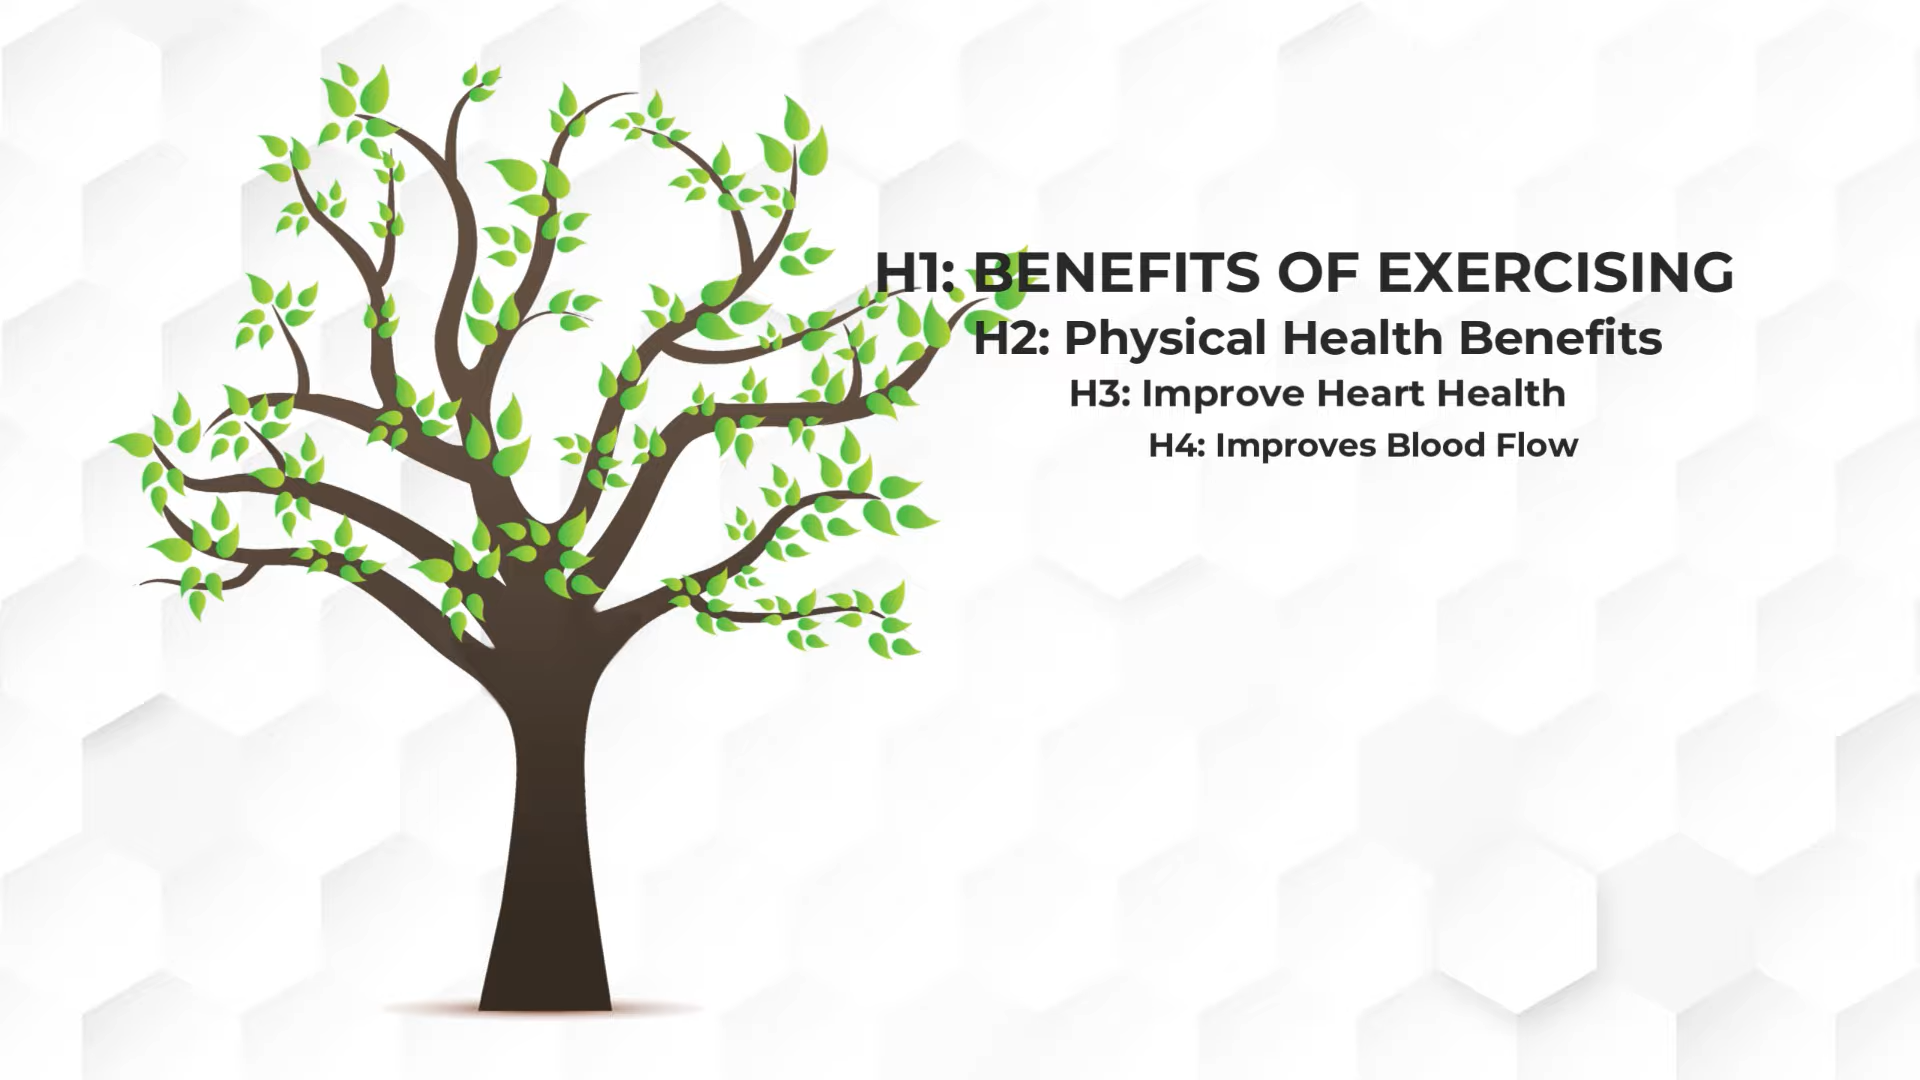 H1: BENEFITS OF EXERCISING
H2: Physical Health Benefits
H3: Improve Heart Health
H4: Improves Blood Flow